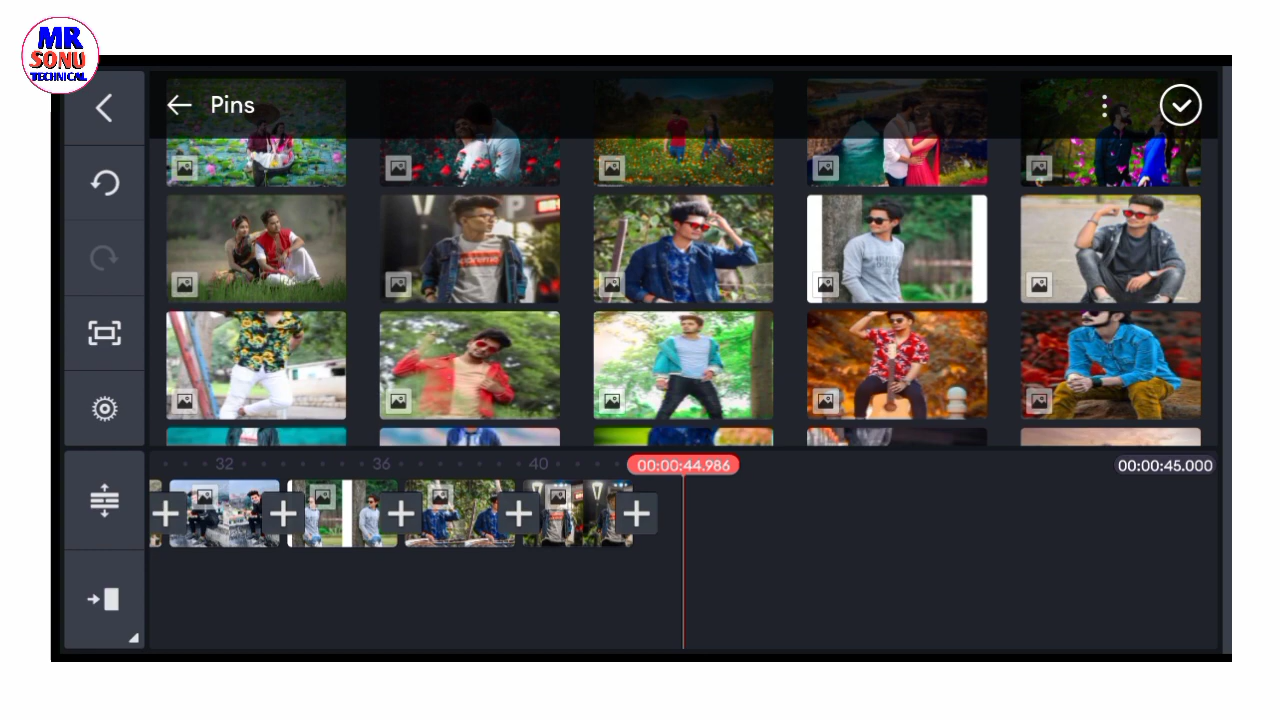 MR
SONU
TECHNICAL
Pins
32
36
40
00:00:44.986
00:00:45.000